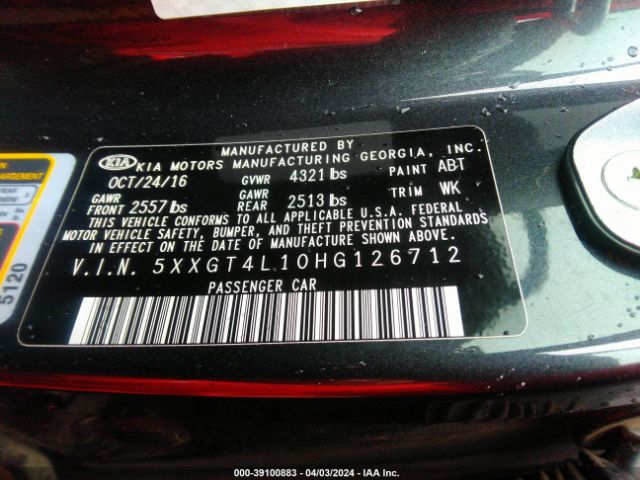 MANUFACTURED BY
KIA KIA MOTORS MANUFACTURING GEORGIA, INC.
OCT/24/16 GVWR 4321 lbs PAINT ABT
GAWR FRONT 2557 lbs GAWR REAR 2513 lbs TRIM WK
THIS VEHICLE CONFORMS TO ALL APPLICABLE U.S.A. FEDERAL
MOTOR VEHICLE SAFETY, BUMPER, AND THEFT PREVENTION STANDARDS
IN EFFECT ON THE DATE OF MANUFACTURE SHOWN ABOVE.
V.I.N. 5XXGT4L10HG126712
PASSENGER CAR
5120
000-39100883 - 04/03/2024 - IAA Inc.